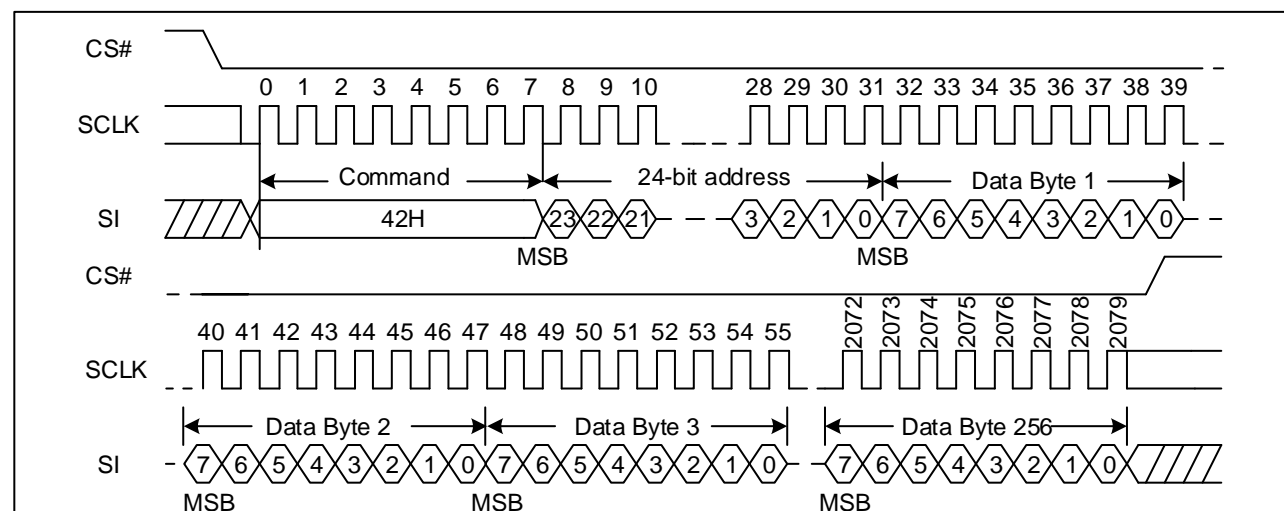 CS#
0 1 2 3 4 5 6 7 8 9 10 28 29 30 31 32 33 34 35 36 37 38 39
SCLK
Command 24-bit address Data Byte 1
SI 42H 23 22 21 3 2 1 0 7 6 5 4 3 2 1 0
MSB MSB
CS#
40 41 42 43 44 45 46 47 48 49 50 51 52 53 54 55 2072 2073 2074 2075 2076 2077 2078 2079
SCLK
Data Byte 2 Data Byte 3 Data Byte 256
SI 7 6 5 4 3 2 1 0 7 6 5 4 3 2 1 0 7 6 5 4 3 2 1 0
MSB MSB MSB